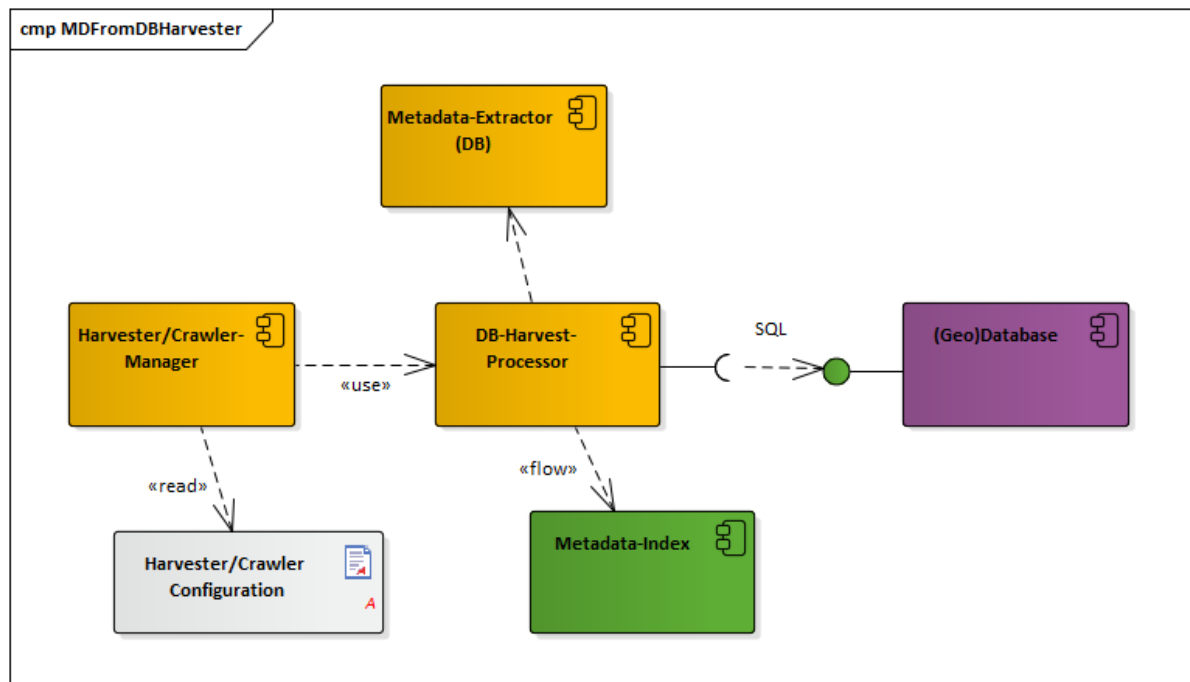 cmp MDFromDBHarvester
Metadata-Extractor
(DB)
Harvester/Crawler-
Manager
«use»
DB-Harvest-
Processor
SQL
(Geo)Database
«read»
«flow»
Harvester/Crawler
Configuration
A
Metadata-Index